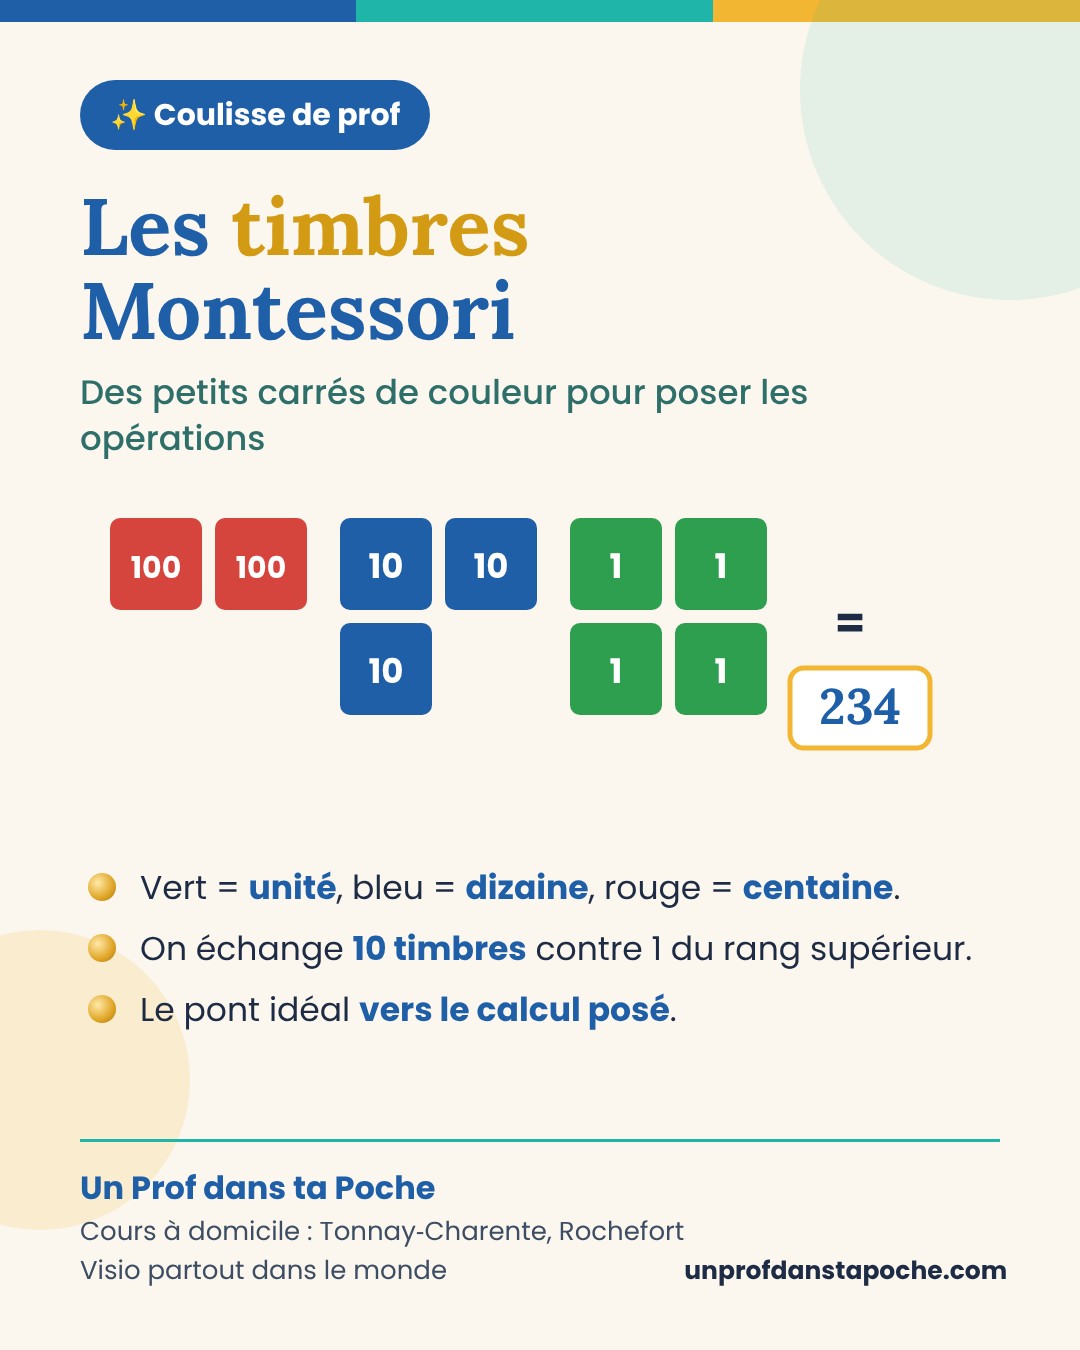 ✨ Coulisse de prof
Les timbres
Montessori
Des petits carrés de couleur pour poser les
opérations
100 100 10 10 1 1
=
10 1 1
234
Vert = unité, bleu = dizaine, rouge = centaine.
On échange 10 timbres contre 1 du rang supérieur.
Le pont idéal vers le calcul posé.
Un Prof dans ta Poche
Cours à domicile : Tonnay-Charente, Rochefort
Visio partout dans le monde
unprofdanstapoche.com